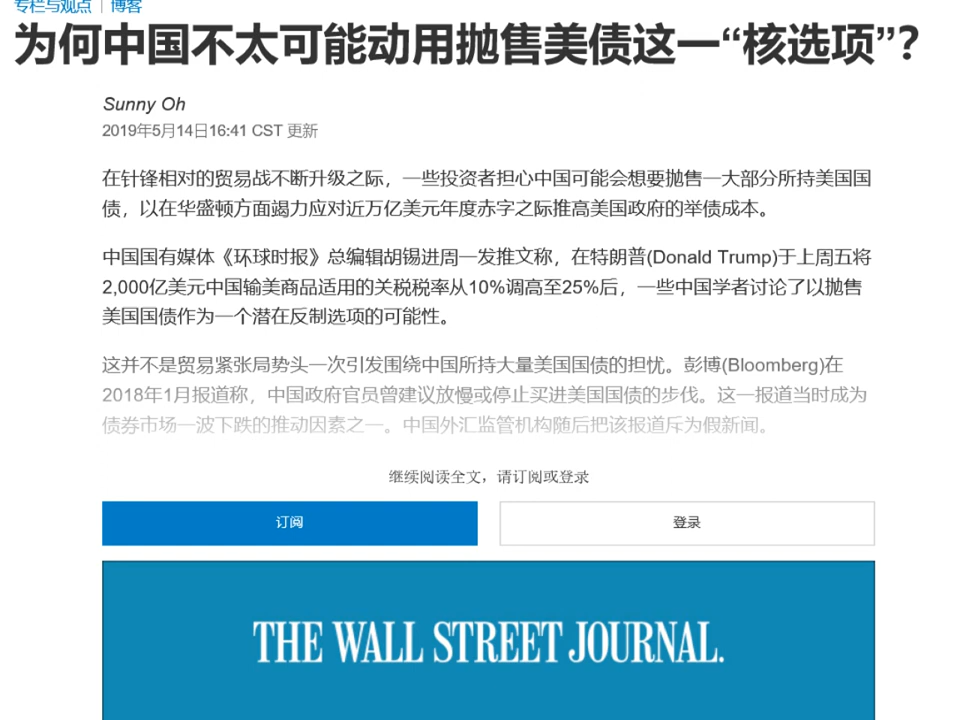 专栏与观点 | 博客
为何中国不太可能动用抛售美债这一“核选项”？
Sunny Oh
2019年5月14日16:41 CST 更新
在针锋相对的贸易战不断升级之际，一些投资者担心中国可能会想要抛售一大部分所持美国国
债，以在华盛顿方面竭力应对近万亿美元年度赤字之际推高美国政府的举债成本。
中国国有媒体《环球时报》总编辑胡锡进周一发推文称，在特朗普(Donald Trump)于上周五将
2,000亿美元中国输美商品适用的关税税率从10%调高至25%后，一些中国学者讨论了以抛售
美国国债作为一个潜在反制选项的可能性。
这并不是贸易紧张局势头一次引发围绕中国所持大量美国国债的担忧。彭博(Bloomberg)在
2018年1月报道称，中国政府官员曾建议放慢或停止买进美国国债的步伐。这一报道当时成为
债券市场一波下跌的推动因素之一。中国外汇监管机构随后把该报道斥为假新闻。
继续阅读全文，请订阅或登录
订阅 登录
THE WALL STREET JOURNAL.